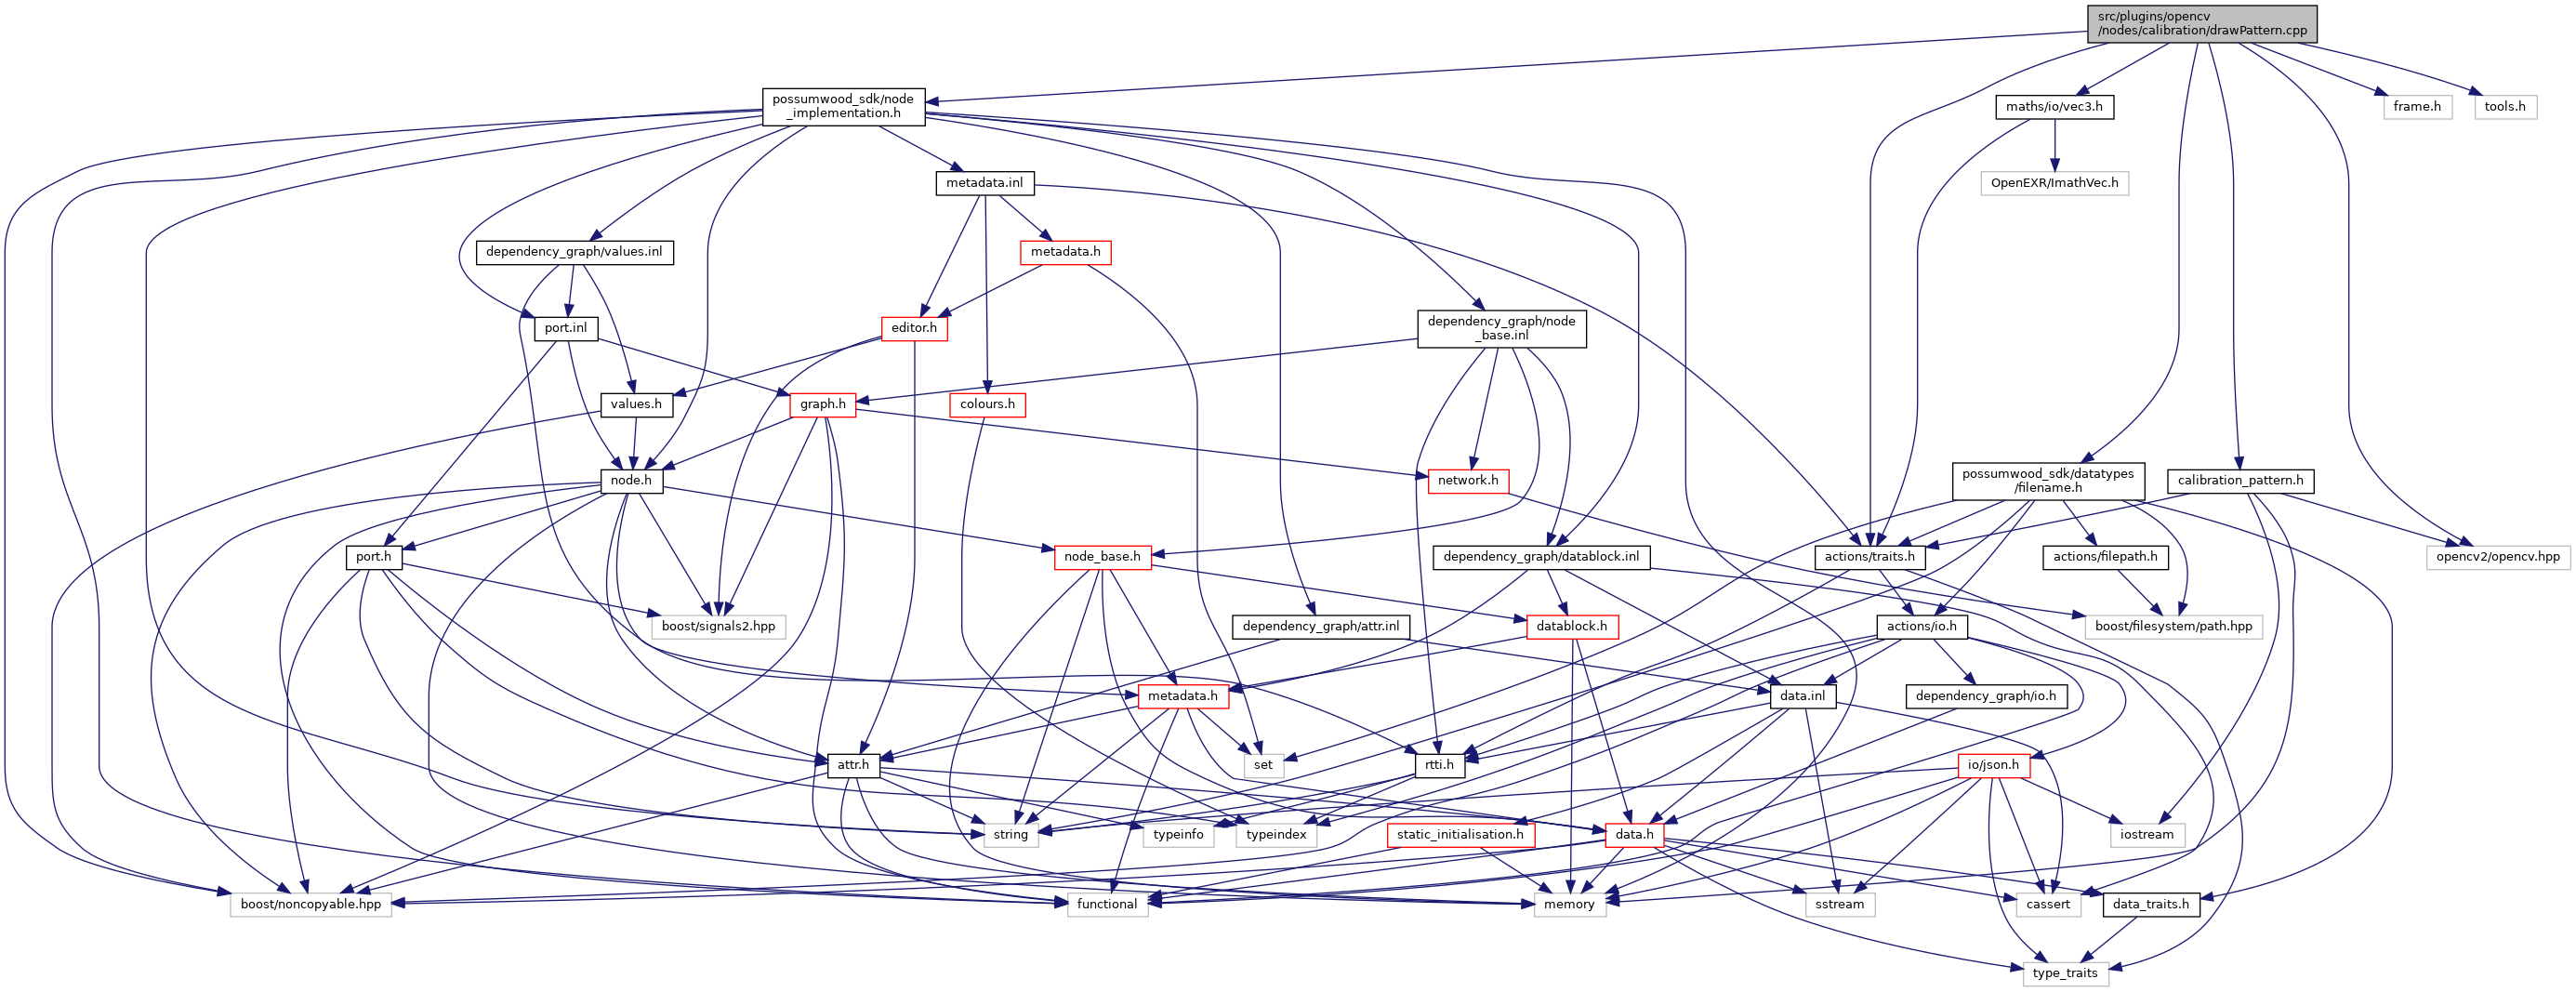 src/plugins/opencv
/nodes/calibration/drawPattern.cpp
possumwood_sdk/node
_implementation.h
maths/io/vec3.h
frame.h
tools.h
metadata.inl
OpenEXR/ImathVec.h
dependency_graph/values.inl
metadata.h
port.inl
editor.h
dependency_graph/node
_base.inl
values.h
graph.h
colours.h
node.h
network.h
possumwood_sdk/datatypes
/filename.h
calibration_pattern.h
port.h
node_base.h
dependency_graph/datablock.inl
actions/traits.h
actions/filepath.h
opencv2/opencv.hpp
boost/signals2.hpp
dependency_graph/attr.inl
datablock.h
actions/io.h
boost/filesystem/path.hpp
metadata.h
data.inl
dependency_graph/io.h
attr.h
set
rtti.h
io/json.h
string
typeinfo
typeindex
static_initialisation.h
data.h
iostream
boost/noncopyable.hpp
functional
memory
sstream
cassert
data_traits.h
type_traits